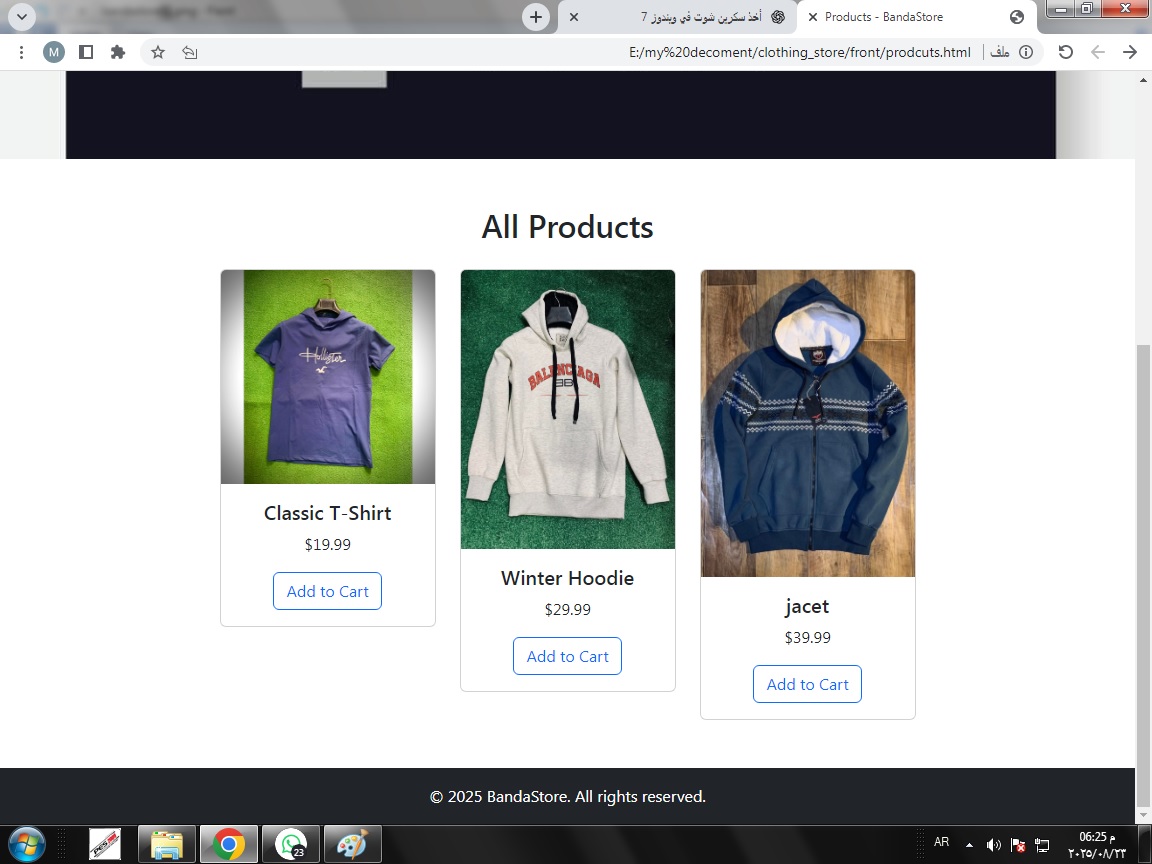 أخذ سكرين شوت في ويندوز 7
Products - BandaStore
M
E:/my%20decoment/clothing_store/front/prodcuts.html
ملف
All Products
Hollister
BALENCIAGA
Classic T-Shirt
$19.99
Add to Cart
Winter Hoodie
$29.99
Add to Cart
jacet
$39.99
Add to Cart
© 2025 BandaStore. All rights reserved.
23
AR
06:25 م
٢٠٢٥/٠٨/٢٣